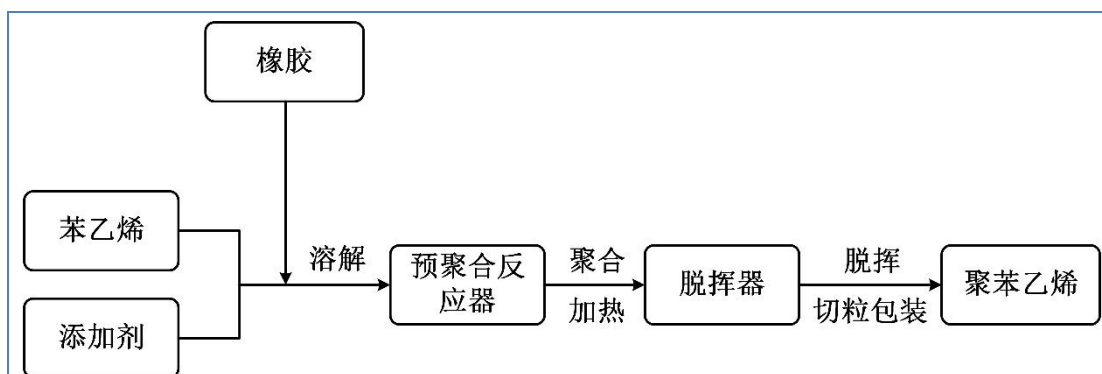 橡胶
苯乙烯
添加剂
溶解
预聚合反
应器
聚合
加热
脱挥器
脱挥
切粒包装
聚苯乙烯